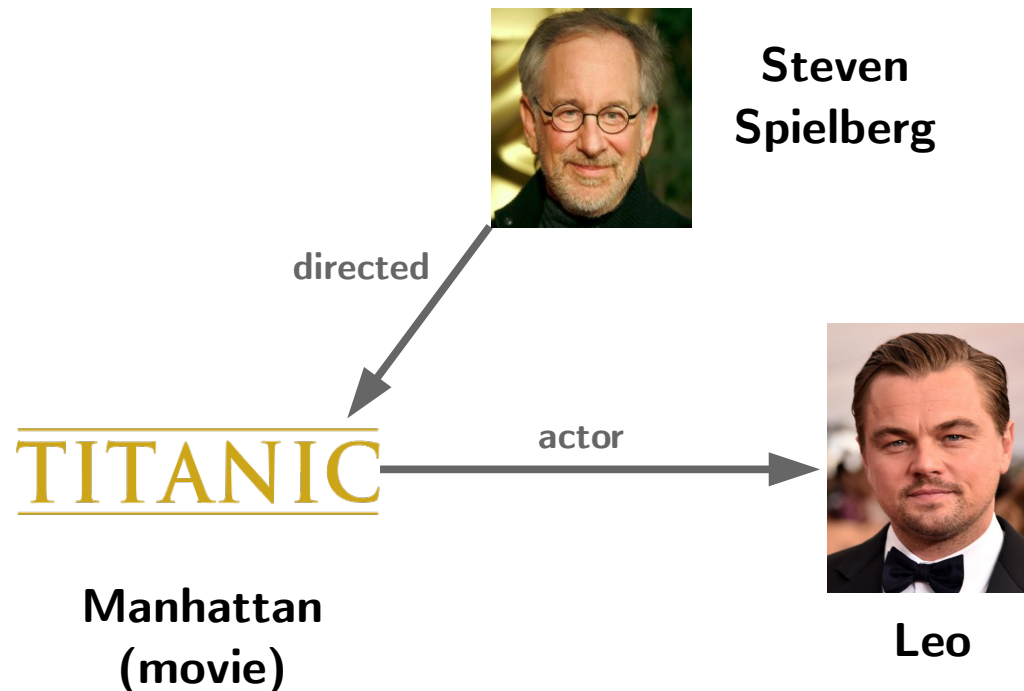 Steven
Spielberg
directed
TITANIC
actor
Manhattan
(movie)
Leo